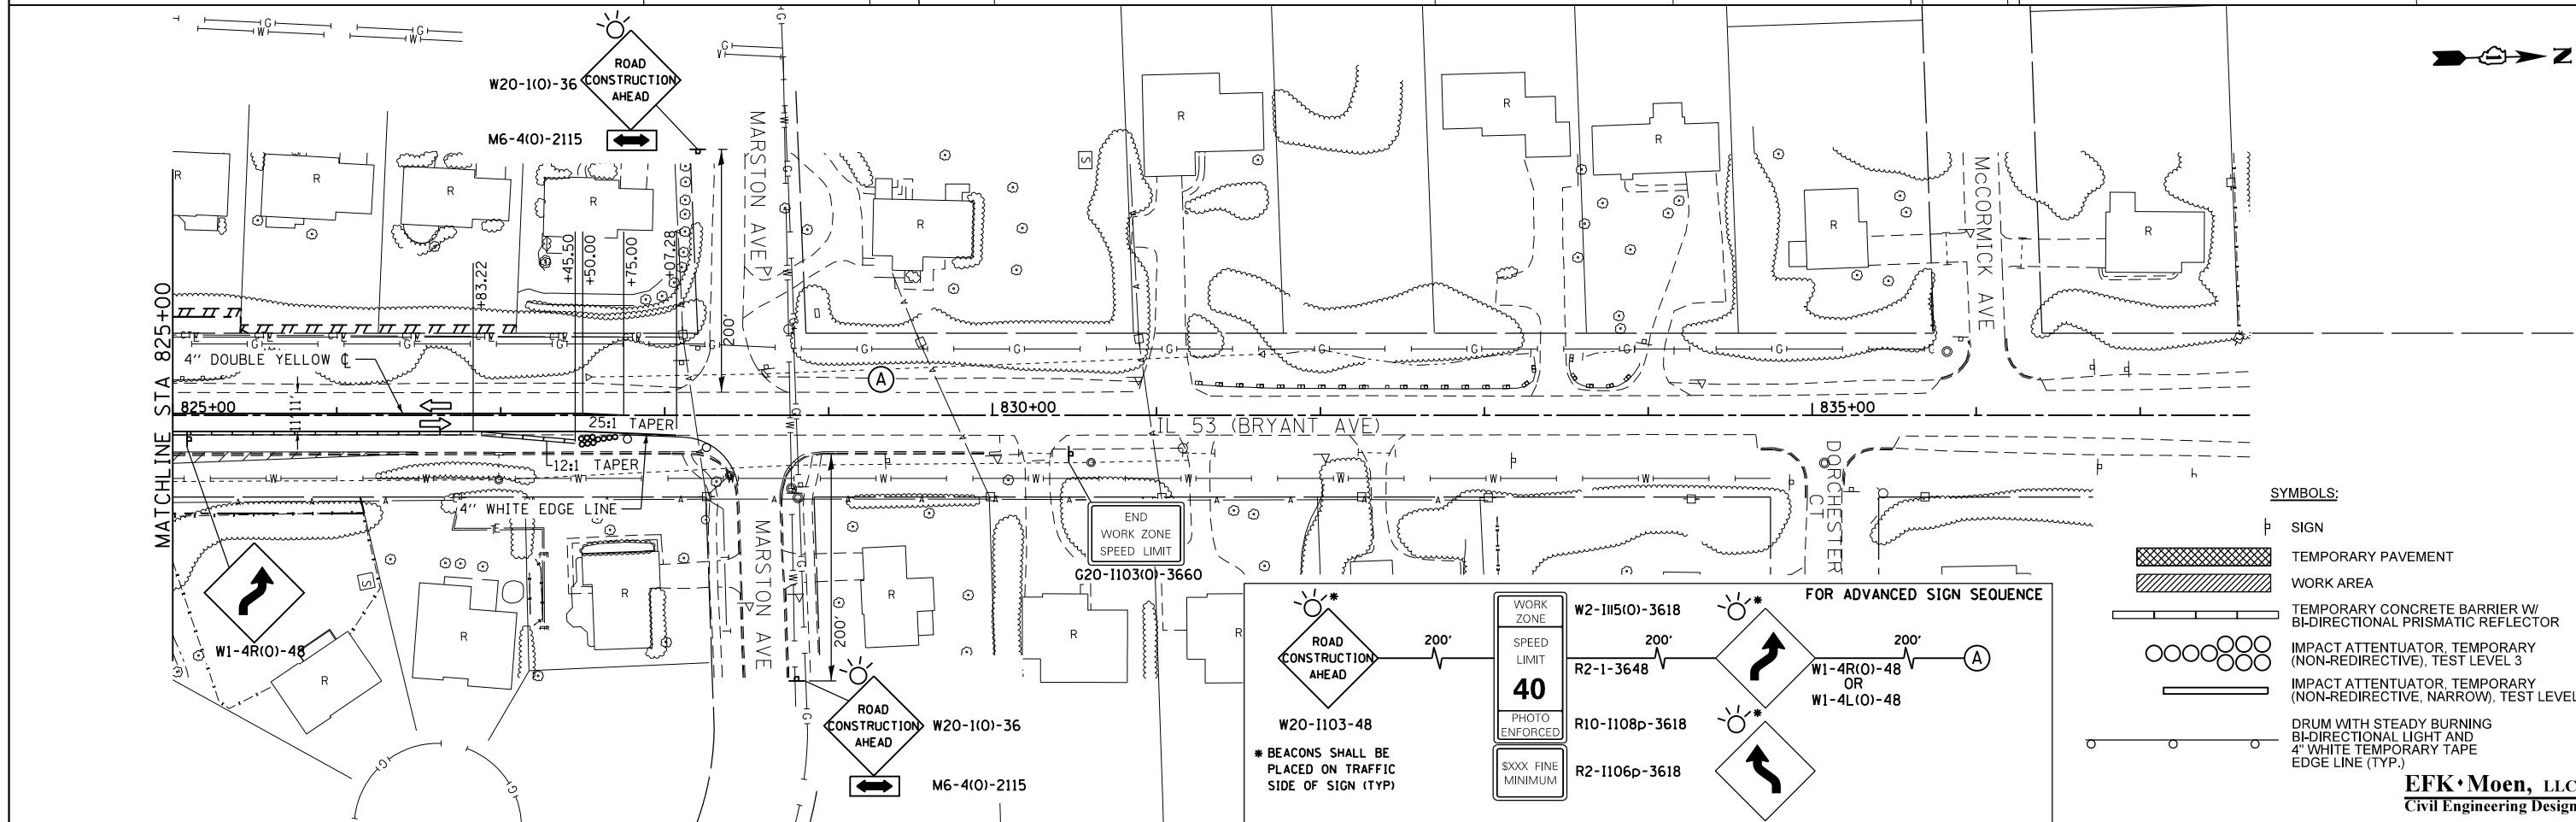 ROAD
CONSTRUCTION
AHEAD
W20-1(O)-36
M6-4(O)-2115
MARSTON AVE
200'
+83.22
+45.50
+50.00
+75.00
+07.28
McCORMICK AVE
N
MATCHLINE STA 825+00
4" DOUBLE YELLOW ℄
11'
11'
825+00
830+00
835+00
A
25:1 TAPER
IL 53 (BRYANT AVE)
12:1 TAPER
4" WHITE EDGE LINE
W1-4R(O)-48
MARSTON AVE
200'
END
WORK ZONE
SPEED LIMIT
G20-I103(O)-3660
DORCHESTER
CT
ROAD
CONSTRUCTION
AHEAD
W20-1(O)-36
M6-4(O)-2115
FOR ADVANCED SIGN SEQUENCE
*
ROAD
CONSTRUCTION
AHEAD
W20-I103-48
* BEACONS SHALL BE
PLACED ON TRAFFIC
SIDE OF SIGN (TYP)
200'
WORK
ZONE
SPEED
LIMIT
40
PHOTO
ENFORCED
$XXX FINE
MINIMUM
W2-I115(O)-3618
R2-1-3648
R10-I108p-3618
R2-I106p-3618
200'
*
*
200'
W1-4R(O)-48
OR
W1-4L(O)-48
A
SYMBOLS:
SIGN
TEMPORARY PAVEMENT
WORK AREA
TEMPORARY CONCRETE BARRIER W/
BI-DIRECTIONAL PRISMATIC REFLECTOR
IMPACT ATTENUATOR, TEMPORARY
(NON-REDIRECTIVE), TEST LEVEL 3
IMPACT ATTENUATOR, TEMPORARY
(NON-REDIRECTIVE, NARROW), TEST LEVEL
DRUM WITH STEADY BURNING
BI-DIRECTIONAL LIGHT AND
4" WHITE TEMPORARY TAPE
EDGE LINE (TYP.)
EFK•Moen, LLC
Civil Engineering Design